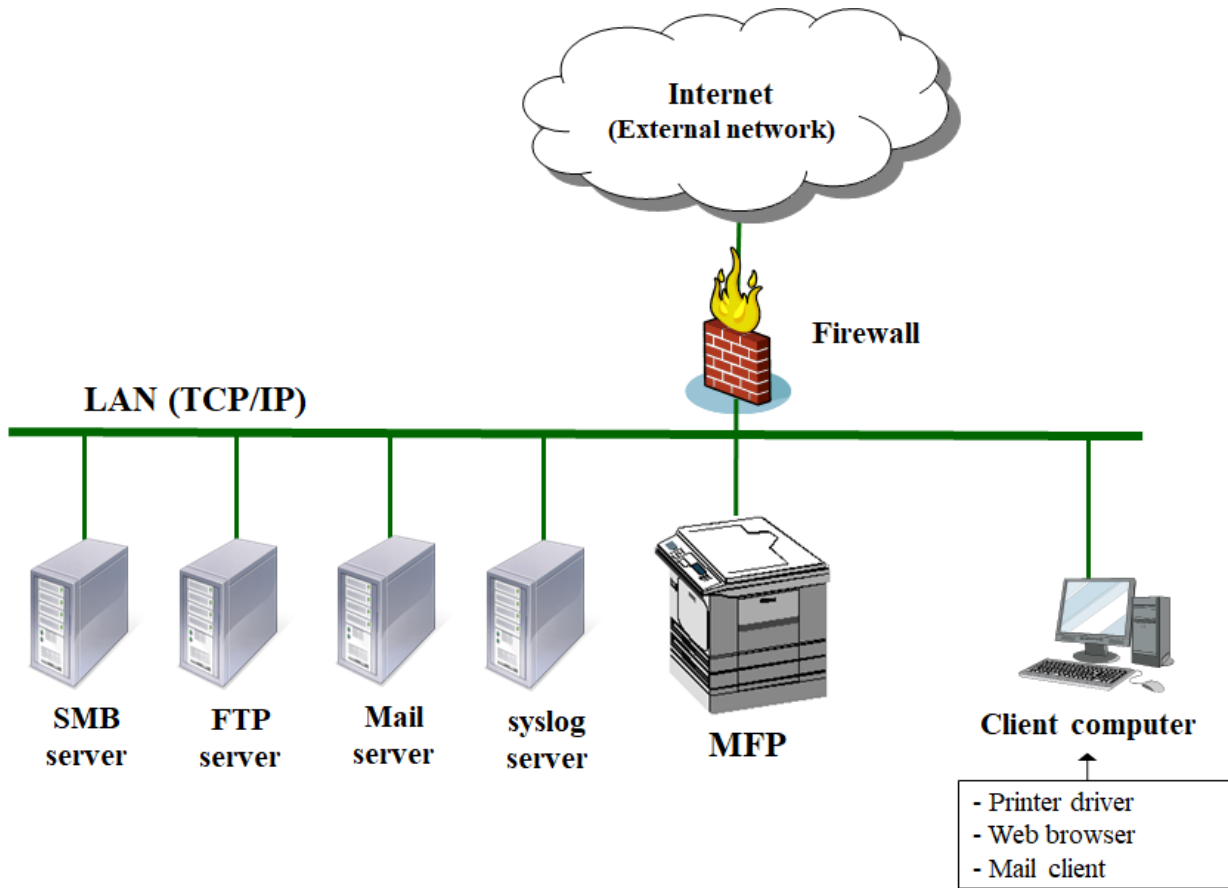 Internet
(External network)
Firewall
LAN (TCP/IP)
SMB
server
FTP
server
Mail
server
syslog
server
MFP
Client computer
- Printer driver
- Web browser
- Mail client